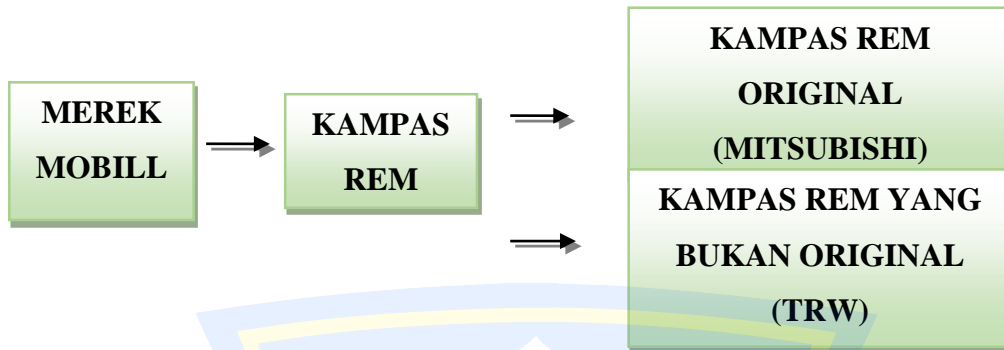 MEREK
MOBILL
KAMPAS
REM
KAMPAS REM
ORIGINAL
(MITSUBISHI)
KAMPAS REM YANG
BUKAN ORIGINAL
(TRW)